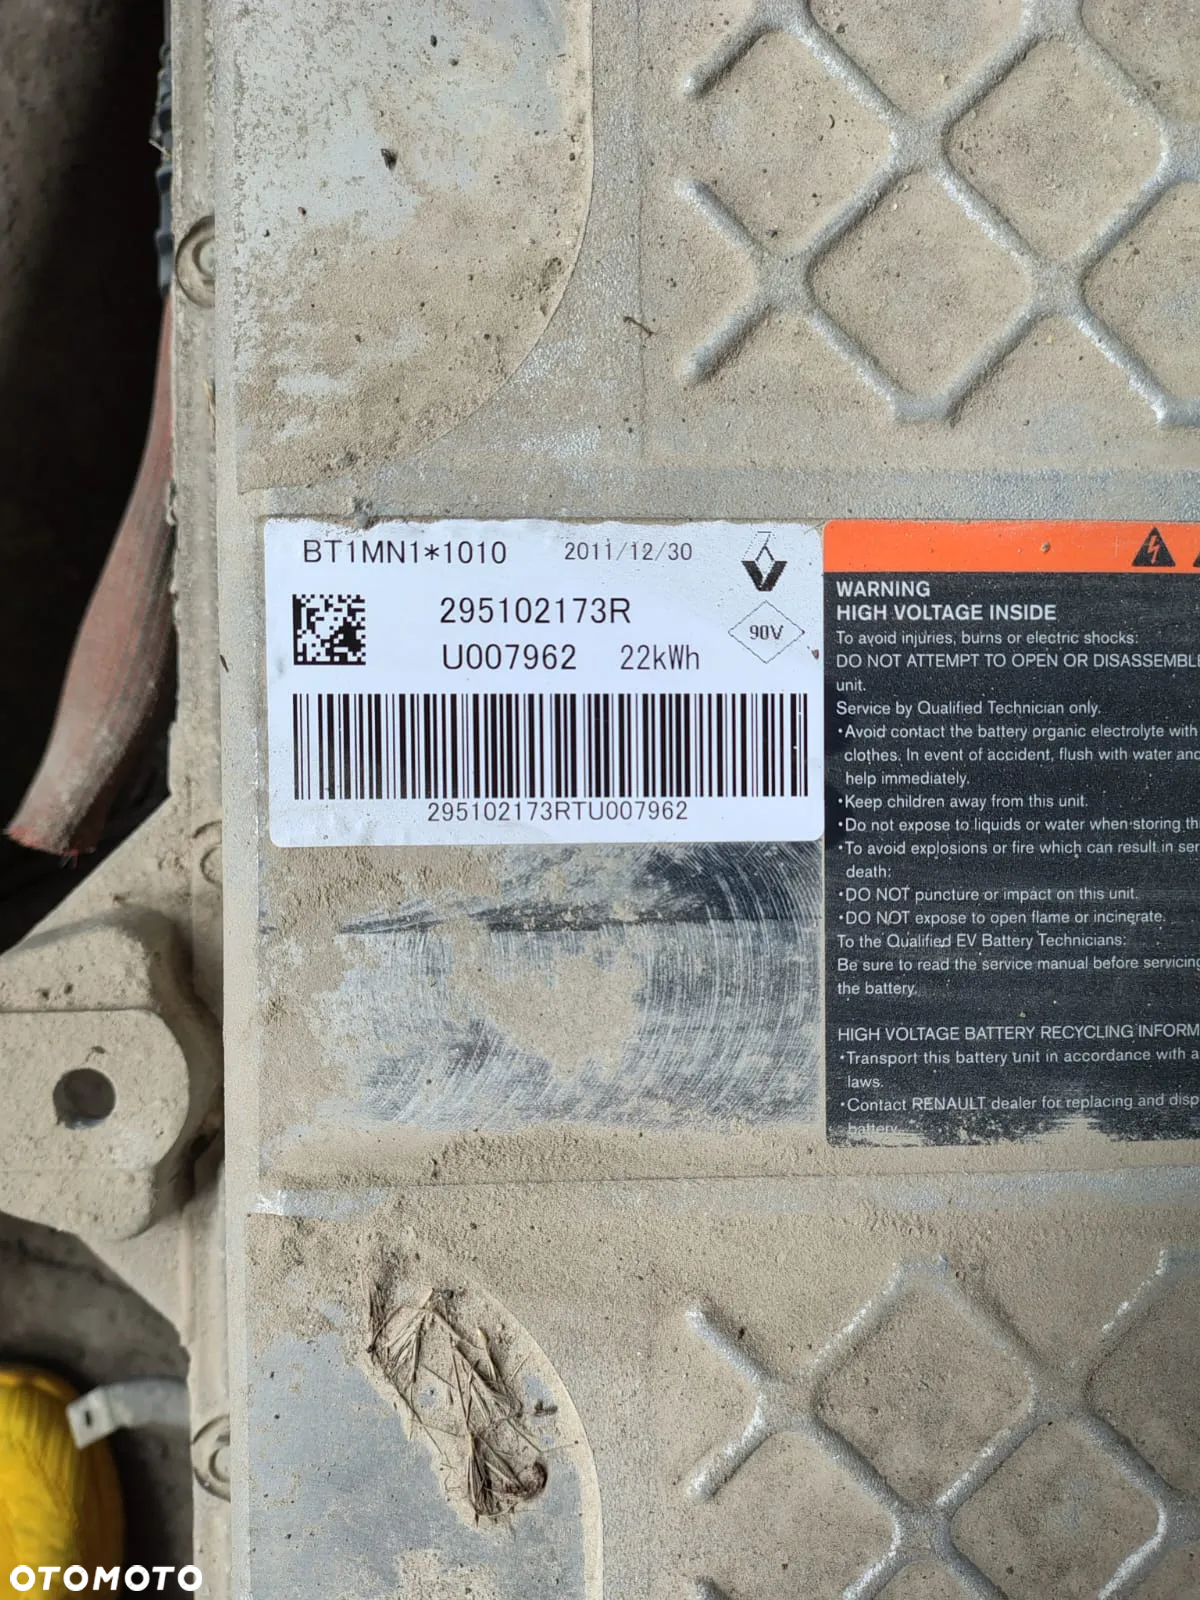 BT1MN1*1010 2011/12/30
295102173R
90V
U007962 22kWh
295102173RTU007962
WARNING
HIGH VOLTAGE INSIDE
To avoid injuries, burns or electric shocks:
DO NOT ATTEMPT TO OPEN OR DISASSEMBLE
unit.
Service by Qualified Technician only.
•Avoid contact the battery organic electrolyte with
clothes. In event of accident, flush with water and
help immediately.
•Keep children away from this unit.
•Do not expose to liquids or water when storing
•To avoid explosions or fire which can result in
death:
•DO NOT puncture or impact on this unit.
•DO NOT expose to open flame or incinerate.
To the Qualified EV Battery Technicians:
Be sure to read the service manual before servicing
the battery.
HIGH VOLTAGE BATTERY RECYCLING
•Transport this battery unit in accordance with
laws.
•Contact RENAULT dealer for replacing and
battery.
OTOMOTO